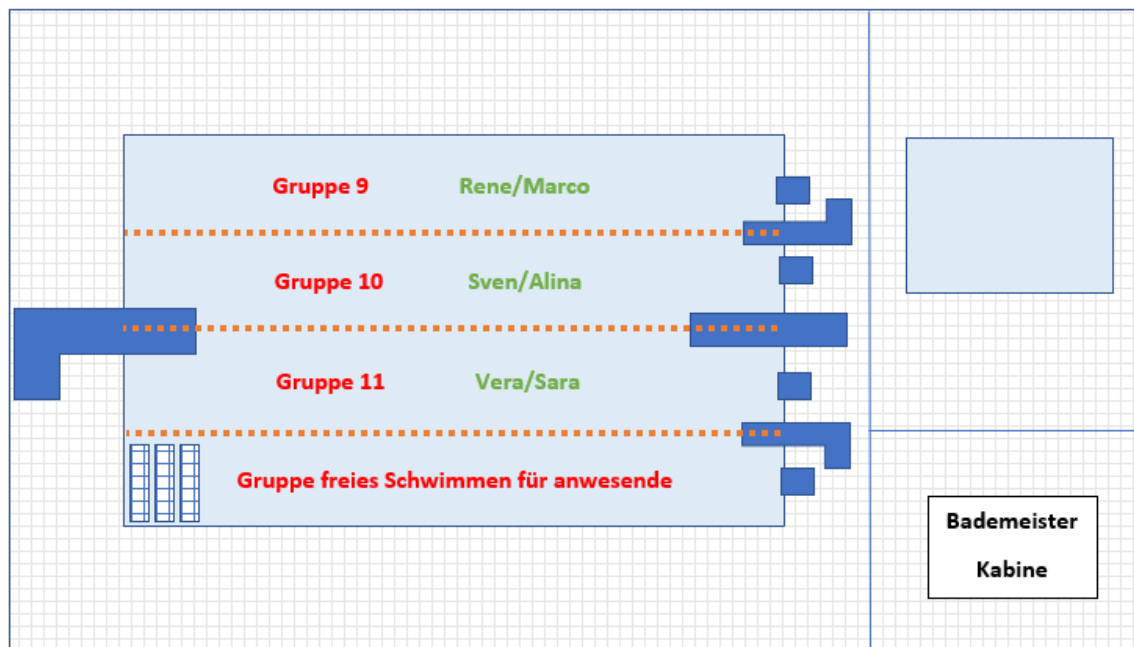 Gruppe 9 Rene/Marco
Gruppe 10 Sven/Alina
Gruppe 11 Vera/Sara
Gruppe freies Schwimmen für anwesende
Bademeister
Kabine